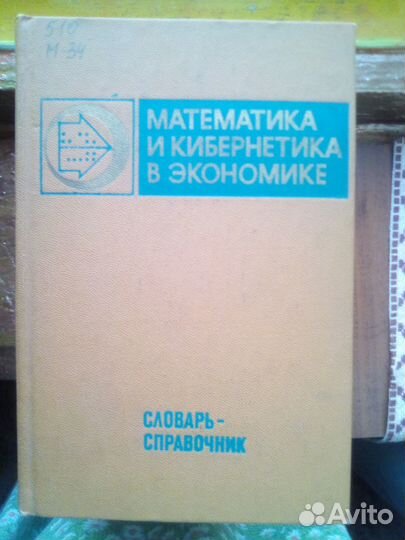 510
М-34
МАТЕМАТИКА
И КИБЕРНЕТИКА
В ЭКОНОМИКЕ
СЛОВАРЬ-
СПРАВОЧНИК
Avito